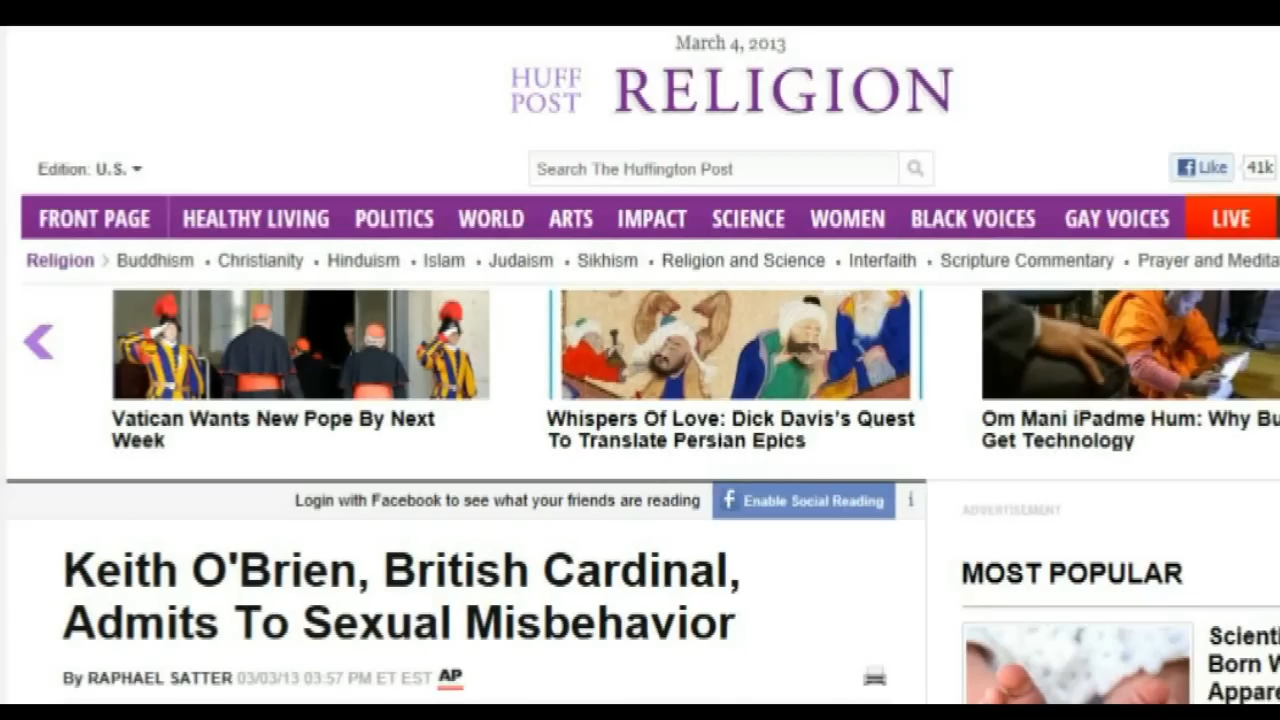 March 4, 2013
HUFF POST RELIGION
Edition: U.S.
Search The Huffington Post
Like 41k
FRONT PAGE HEALTHY LIVING POLITICS WORLD ARTS IMPACT SCIENCE WOMEN BLACK VOICES GAY VOICES LIVE
Religion Buddhism • Christianity • Hinduism • Islam • Judaism • Sikhism • Religion and Science • Interfaith • Scripture Commentary • Prayer and
Vatican Wants New Pope By Next
Week
Whispers Of Love: Dick Davis's Quest
To Translate Persian Epics
Om Mani iPadme Hum: Why
Get Technology
Login with Facebook to see what your friends are reading
f Enable Social Reading i
ADVERTISEMENT
Keith O'Brien, British Cardinal,
Admits To Sexual Misbehavior
By RAPHAEL SATTER 03/03/13 03:57 PM ET EST AP
MOST POPULAR
Born